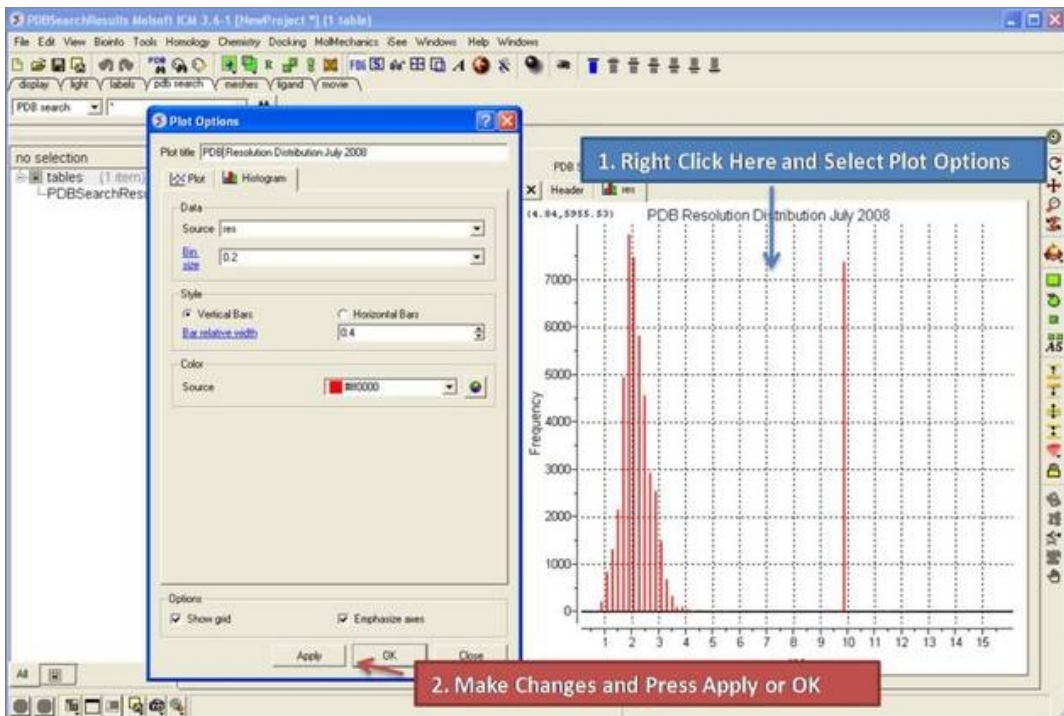 PDBSearchResults Molsoft ICM 3.6-1 [NewProject *] (1 table)
File Edit View Bioinfo Tools Homology Chemistry Docking MolMechanics iSee Windows Help Windows
display light labels pdb search meshes ligand movie
PDB search
Plot Options
no selection
tables (1 item)
PDBSearchRes
Plot title PDB Resolution Distribution July 2008
Plot Histogram
Data
Source res
Bin size 0.2
Style
Vertical Bars Horizontal Bars
Bar relative width 0.4
Color
Source #ff0000
Options
Show grid Emphasize axes
Apply OK Close
All
1. Right Click Here and Select Plot Options
PDB S
Header res
(4.84,5955.53) PDB Resolution Distribution July 2008
Frequency
7000
6000
5000
4000
3000
2000
1000
0
1 2 3 4 5 6 7 8 9 10 11 12 13 14 15
2. Make Changes and Press Apply or OK